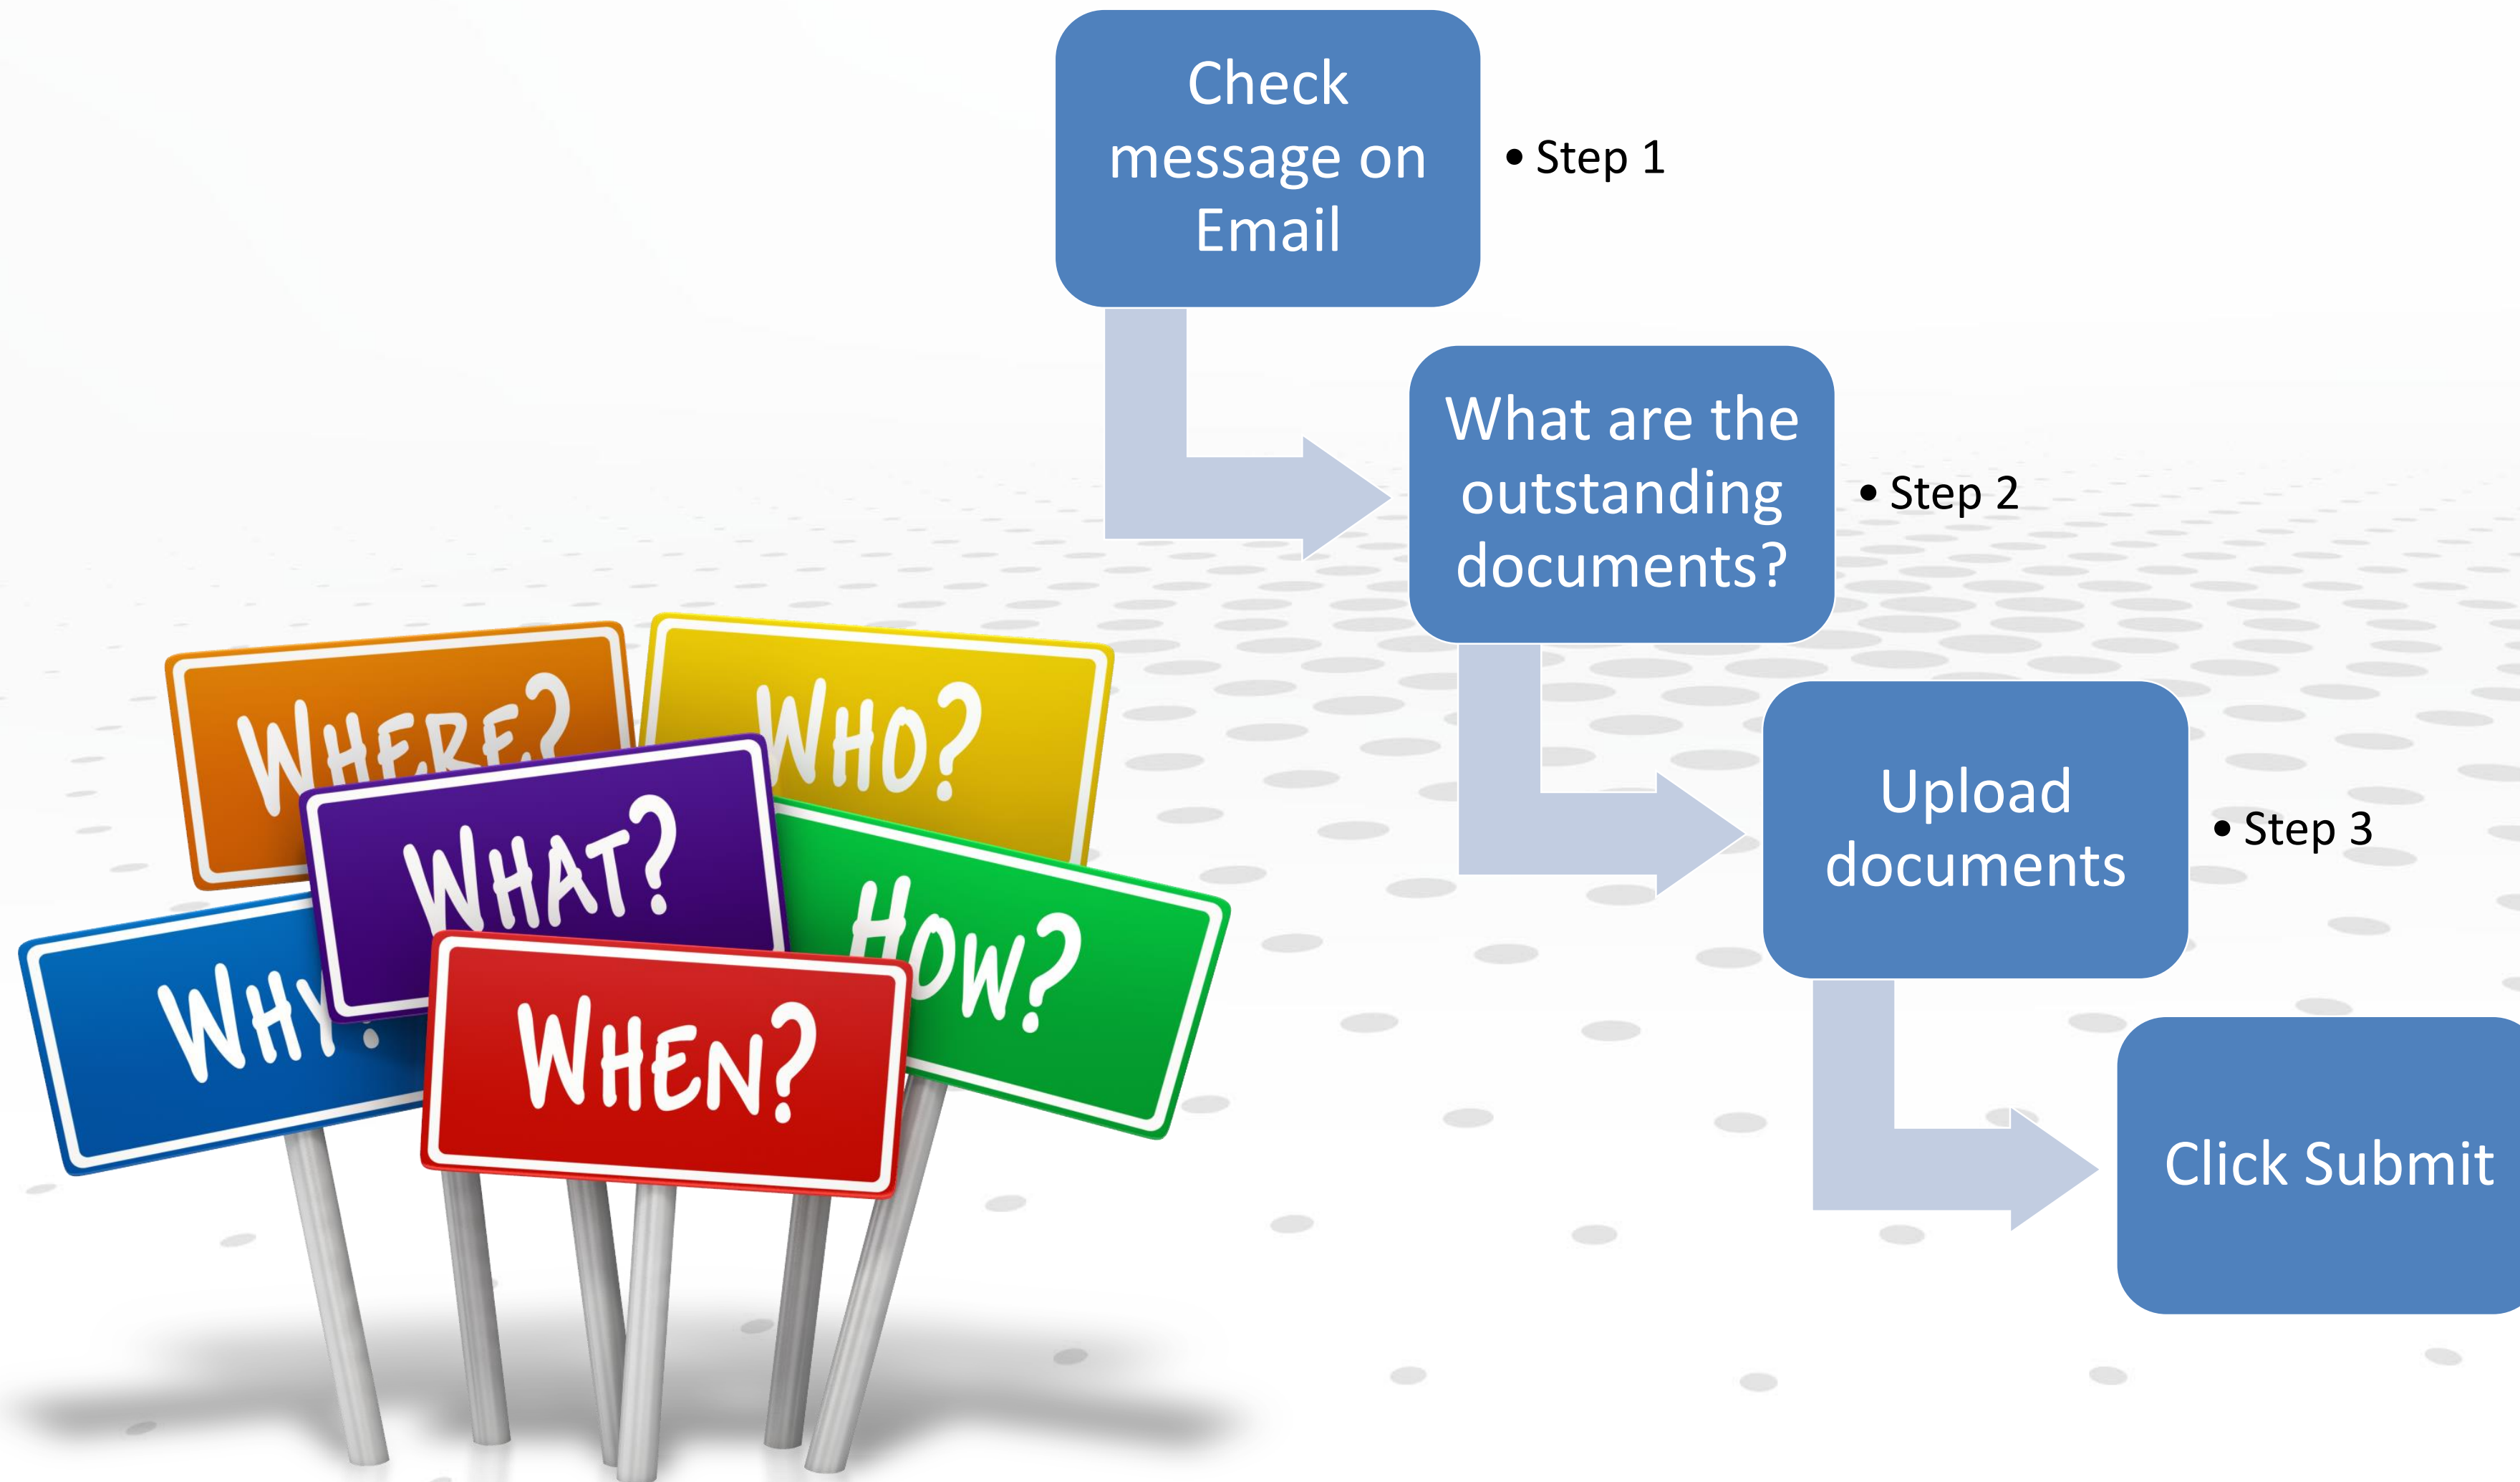 Check
message on
Email
• Step 1
What are the
outstanding
documents?
• Step 2
Upload
documents
• Step 3
Click Submit
WHERE?
WHO?
WHAT?
HOW?
WHY?
WHEN?